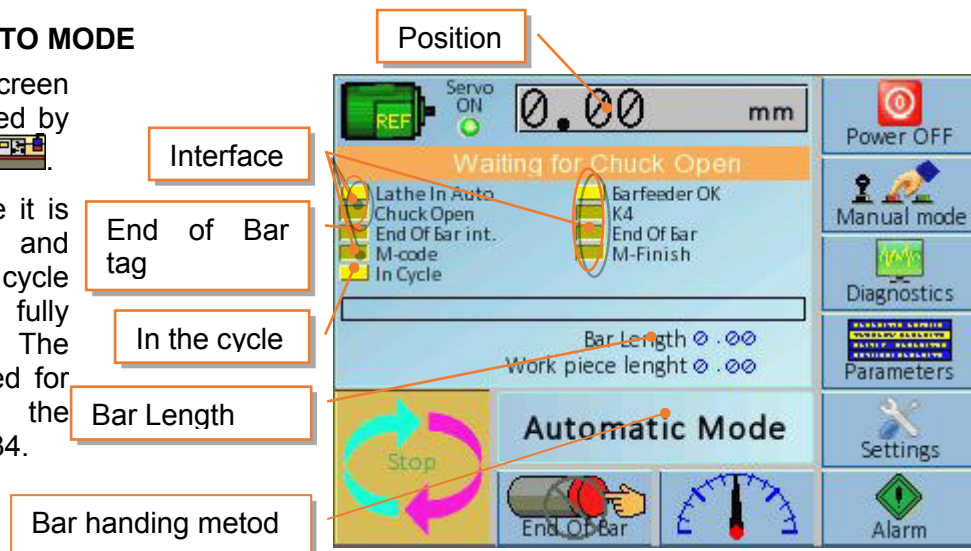 TO MODE
creen
ed by
e it is
and
cycle
fully
The
ed for
the
34.
Position
Interface
End of Bar
tag
In the cycle
Bar Length
Bar handing metod
REF
Servo
ON
0.00 mm
Waiting for Chuck Open
Lathe In Auto
Chuck Open
End Of Bar int.
M-code
In Cycle
Barfeeder OK
K4
End Of Bar
M-Finish
Bar Length 0.00
Work piece lenght 0.00
Stop
Automatic Mode
End Of Bar
Power OFF
Manual mode
Diagnostics
Parameters
Settings
Alarm